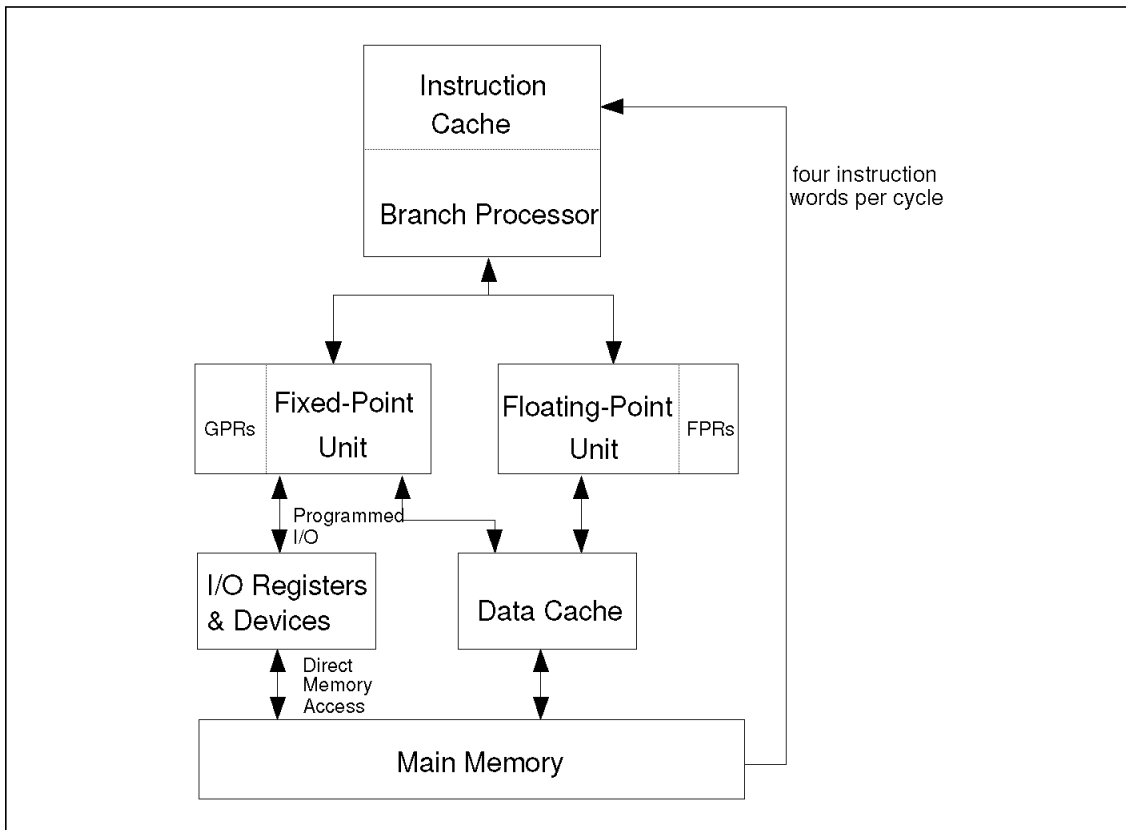 Instruction
Cache
Branch Processor
four instruction
words per cycle
GPRs
Fixed-Point
Unit
Floating-Point
Unit
FPRs
Programmed
I/O
I/O Registers
& Devices
Data Cache
Direct
Memory
Access
Main Memory